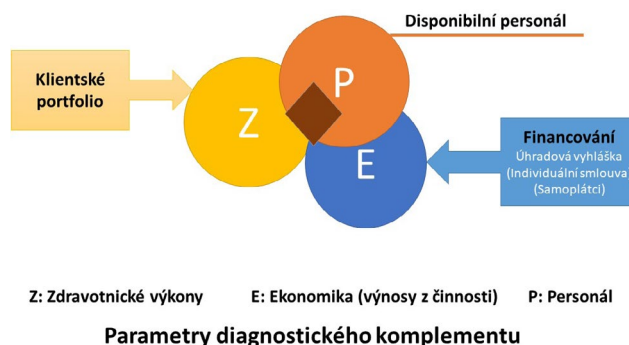 Disponibilní personál
Klientské
portfolio
P
Z
E
Financování
Úhradová vyhláška
(Individuální smlouva
(Samoplátci)
Z: Zdravotnické výkony E: Ekonomika (výnosy z činnosti) P: Personál
Parametry diagnostického komplementu